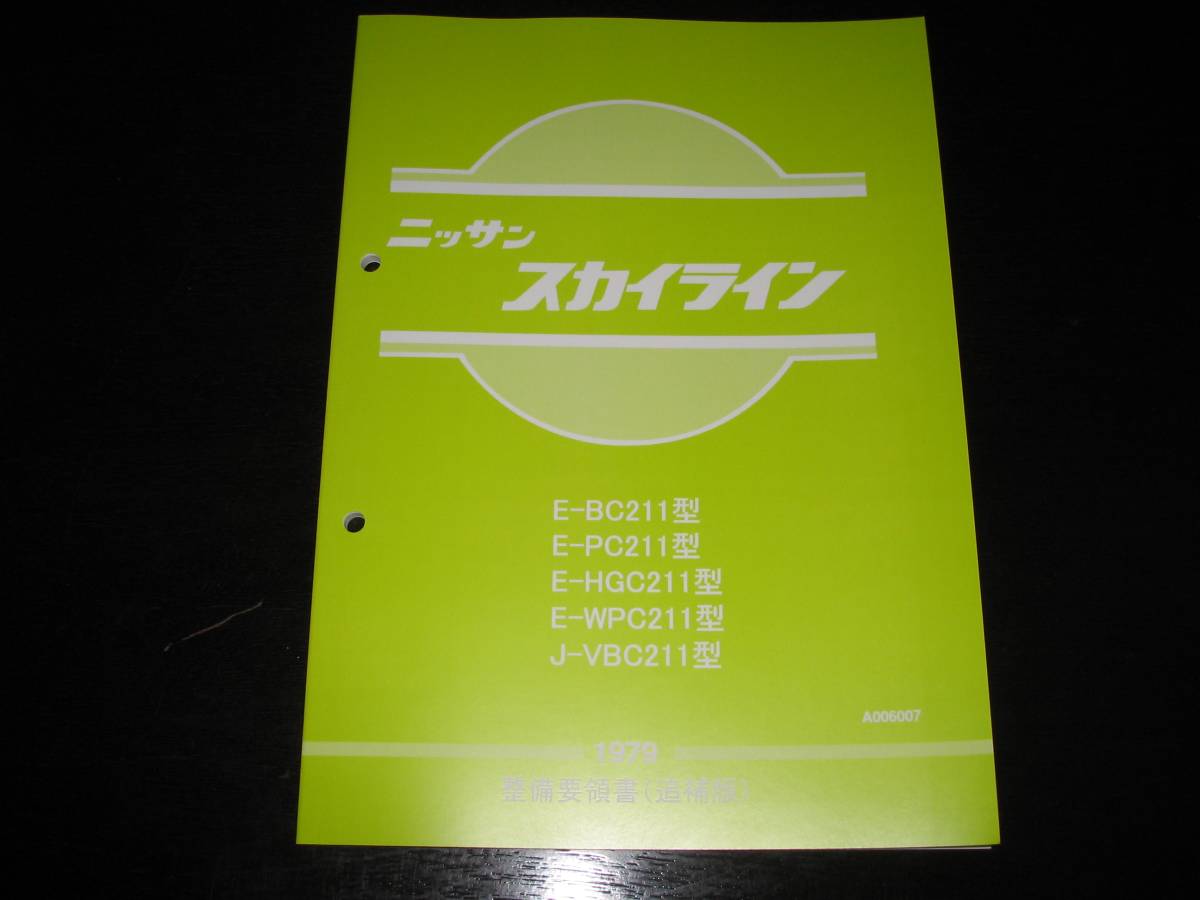 ニッサン
スカイライン
E-BC211型
E-PC211型
E-HGC211型
E-WPC211型
J-VBC211型
A006007
1979
整備要領書(追補版)